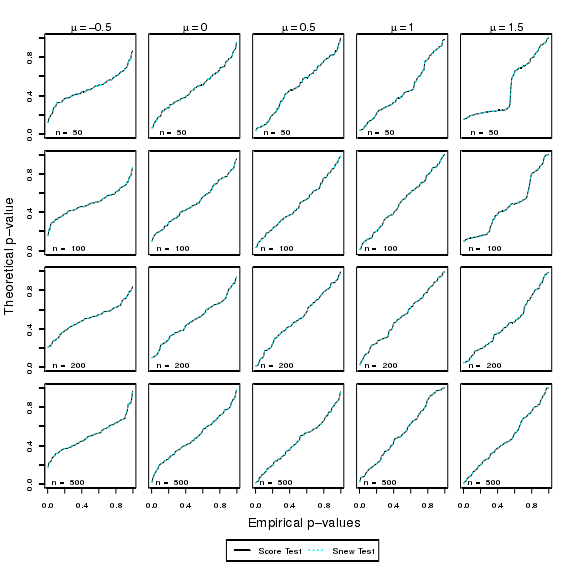 μ = −0.5 μ = 0 μ = 0.5 μ = 1 μ = 1.5
0.0 0.4 0.8
n = 50 n = 50 n = 50 n = 50 n = 50
0.0 0.4 0.8
n = 100 n = 100 n = 100 n = 100 n = 100
0.0 0.4 0.8
n = 200 n = 200 n = 200 n = 200 n = 200
0.0 0.4 0.8
n = 500 n = 500 n = 500 n = 500 n = 500
0.0 0.4 0.8 0.0 0.4 0.8 0.0 0.4 0.8 0.0 0.4 0.8 0.0 0.4 0.8
Theoretical p−value
Empirical p−values
Score Test Snew Test